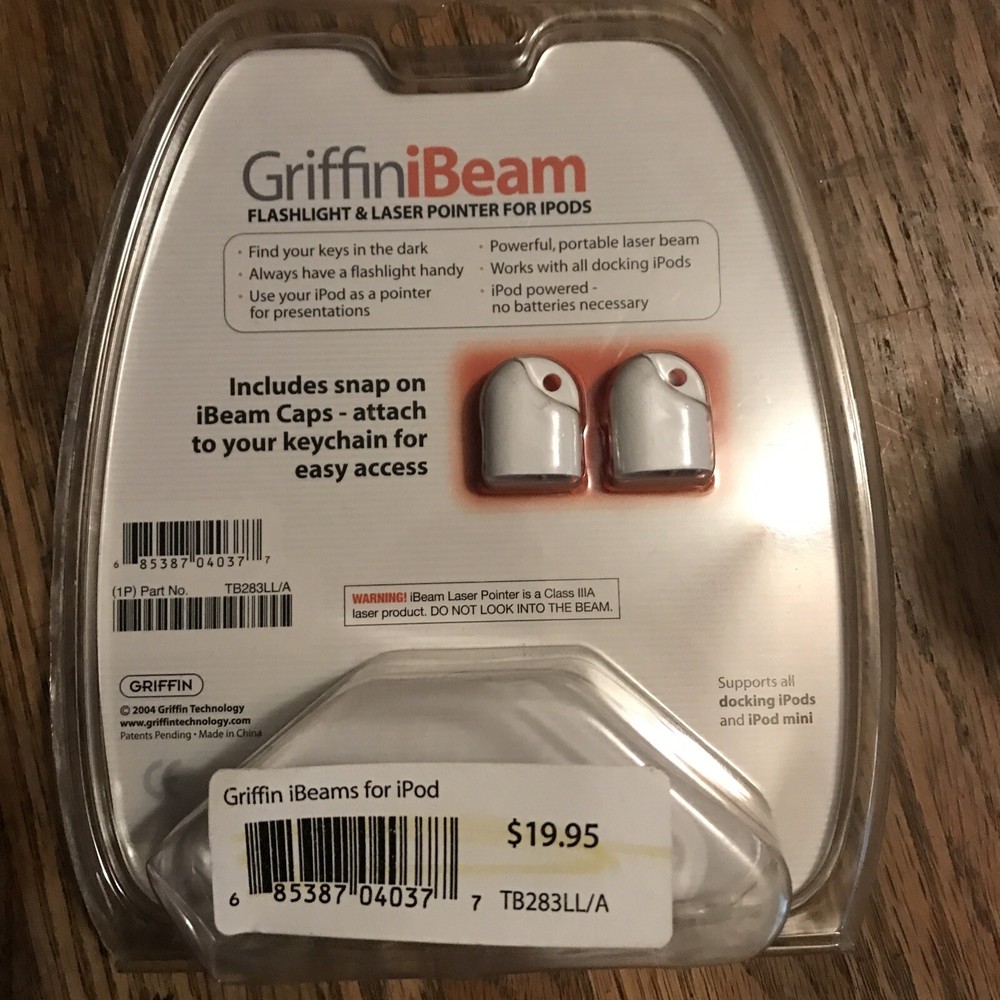 GriffiniBeam
FLASHLIGHT & LASER POINTER FOR IPODS
• Find your keys in the dark
• Always have a flashlight handy
• Use your iPod as a pointer
for presentations
• Powerful, portable laser beam
• Works with all docking iPods
• iPod powered -
no batteries necessary
Includes snap on
iBeam Caps - attach
to your keychain for
easy access
6 85387 04037 7
(1P) Part No. TB283LL/A
WARNING! iBeam Laser Pointer is a Class IIIA
laser product. DO NOT LOOK INTO THE BEAM.
GRIFFIN
© 2004 Griffin Technology
www.griffintechnology.com
Patents Pending • Made in China
CE
Supports all
docking iPods
and iPod mini
Griffin iBeams for iPod
$19.95
6 85387 04037 7 TB283LL/A